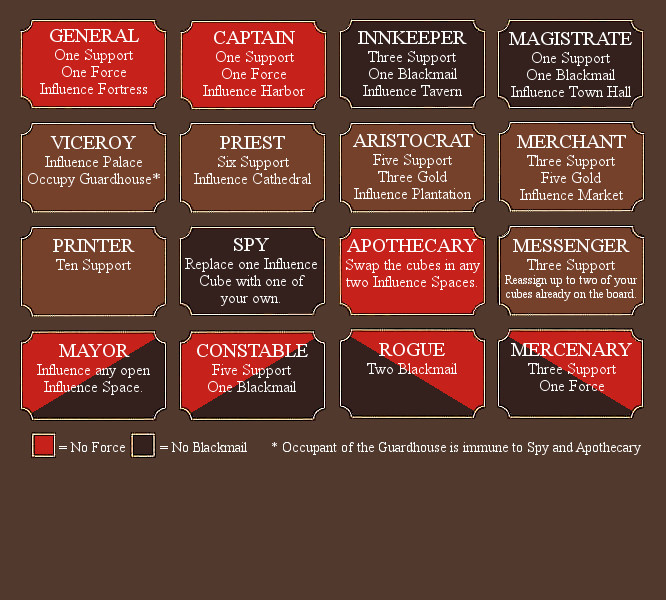 GENERAL
One Support
One Force
Influence Fortress
CAPTAIN
One Support
One Force
Influence Harbor
INNKEEPER
Three Support
One Blackmail
Influence Tavern
MAGISTRATE
One Support
One Blackmail
Influence Town Hall
VICEROY
Influence Palace
Occupy Guardhouse*
PRIEST
Six Support
Influence Cathedral
ARISTOCRAT
Five Support
Three Gold
Influence Plantation
MERCHANT
Three Support
Five Gold
Influence Market
PRINTER
Ten Support
SPY
Replace one Influence
Cube with one of
your own.
APOTHECARY
Swap the cubes in any
two Influence Spaces.
MESSENGER
Three Support
Reassign up to two of your
cubes already on the board.
MAYOR
Influence any open
Influence Space.
CONSTABLE
Five Support
One Blackmail
ROGUE
Two Blackmail
MERCENARY
Three Support
One Force
= No Force = No Blackmail * Occupant of the Guardhouse is immune to Spy and Apothecary